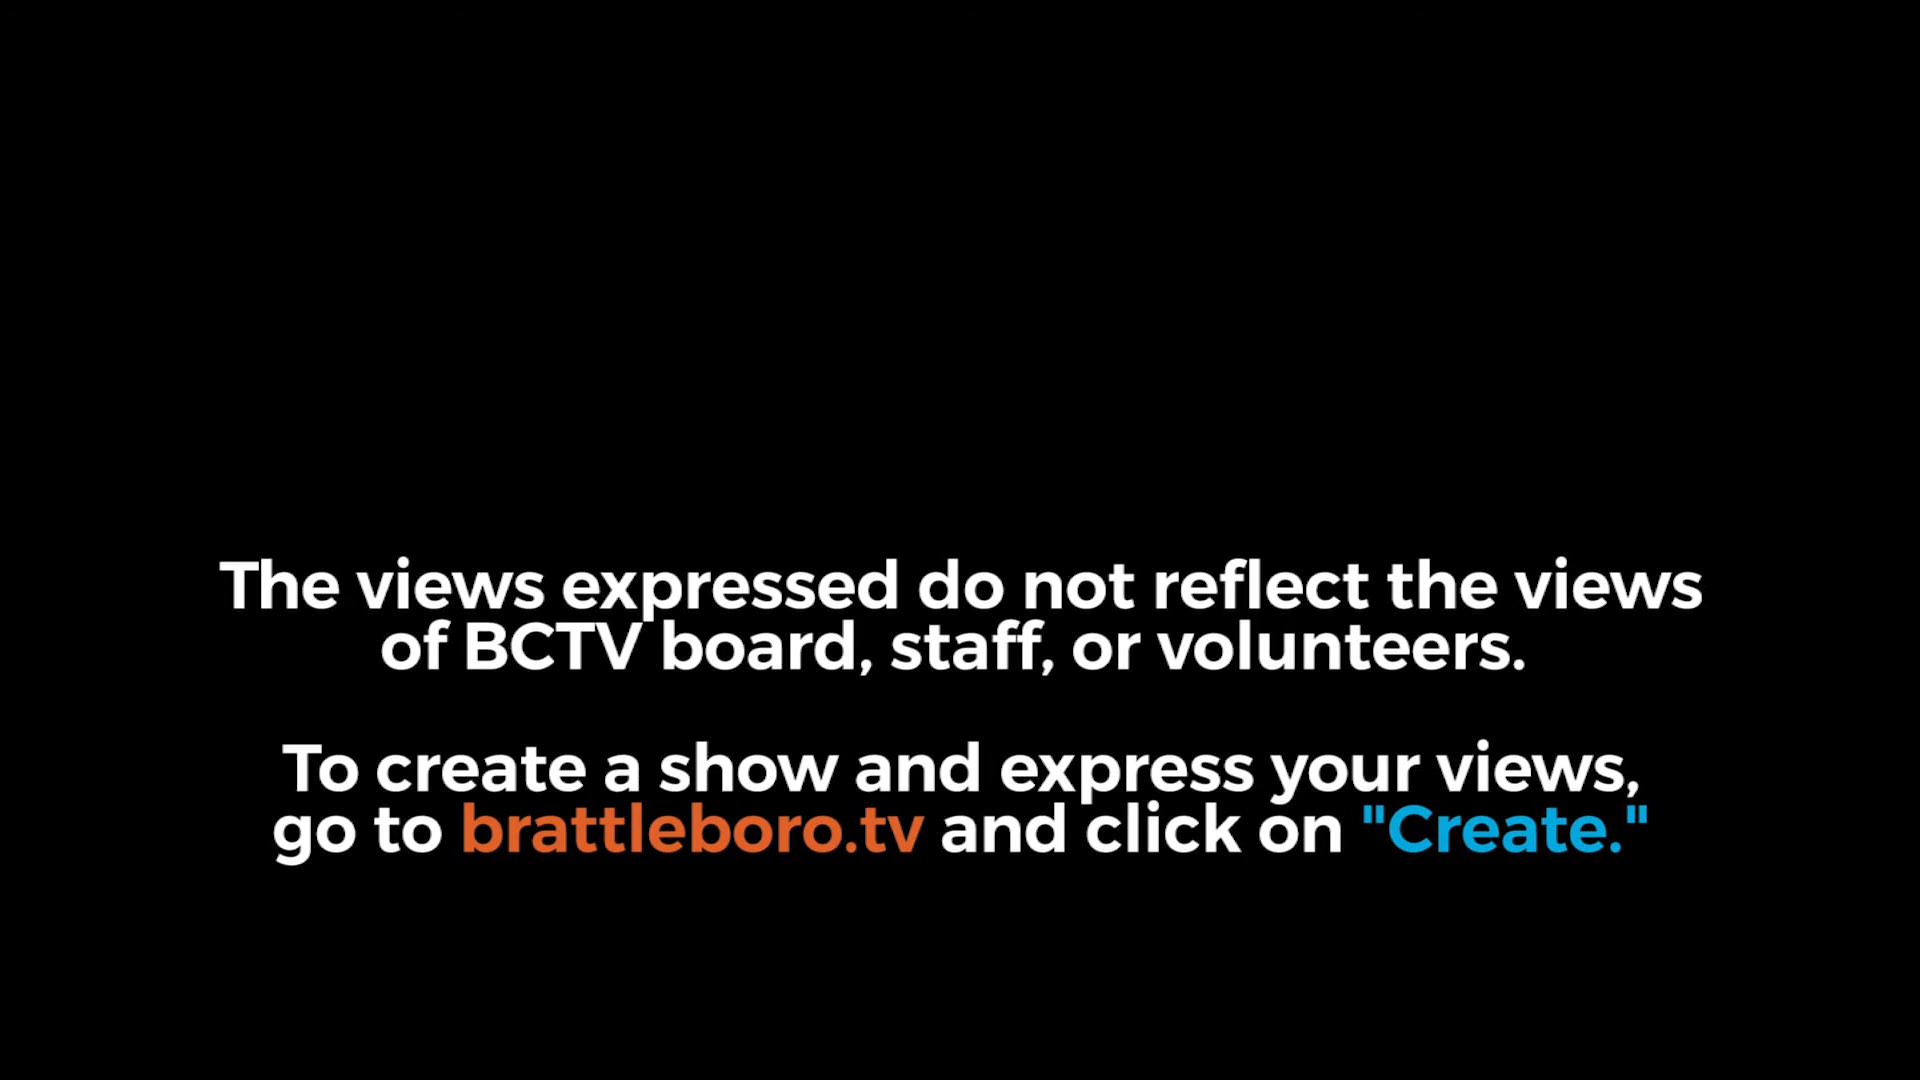 The views expressed do not reflect the views
of BCTV board, staff, or volunteers.
To create a show and express your views,
go to brattleboro.tv and click on "Create."